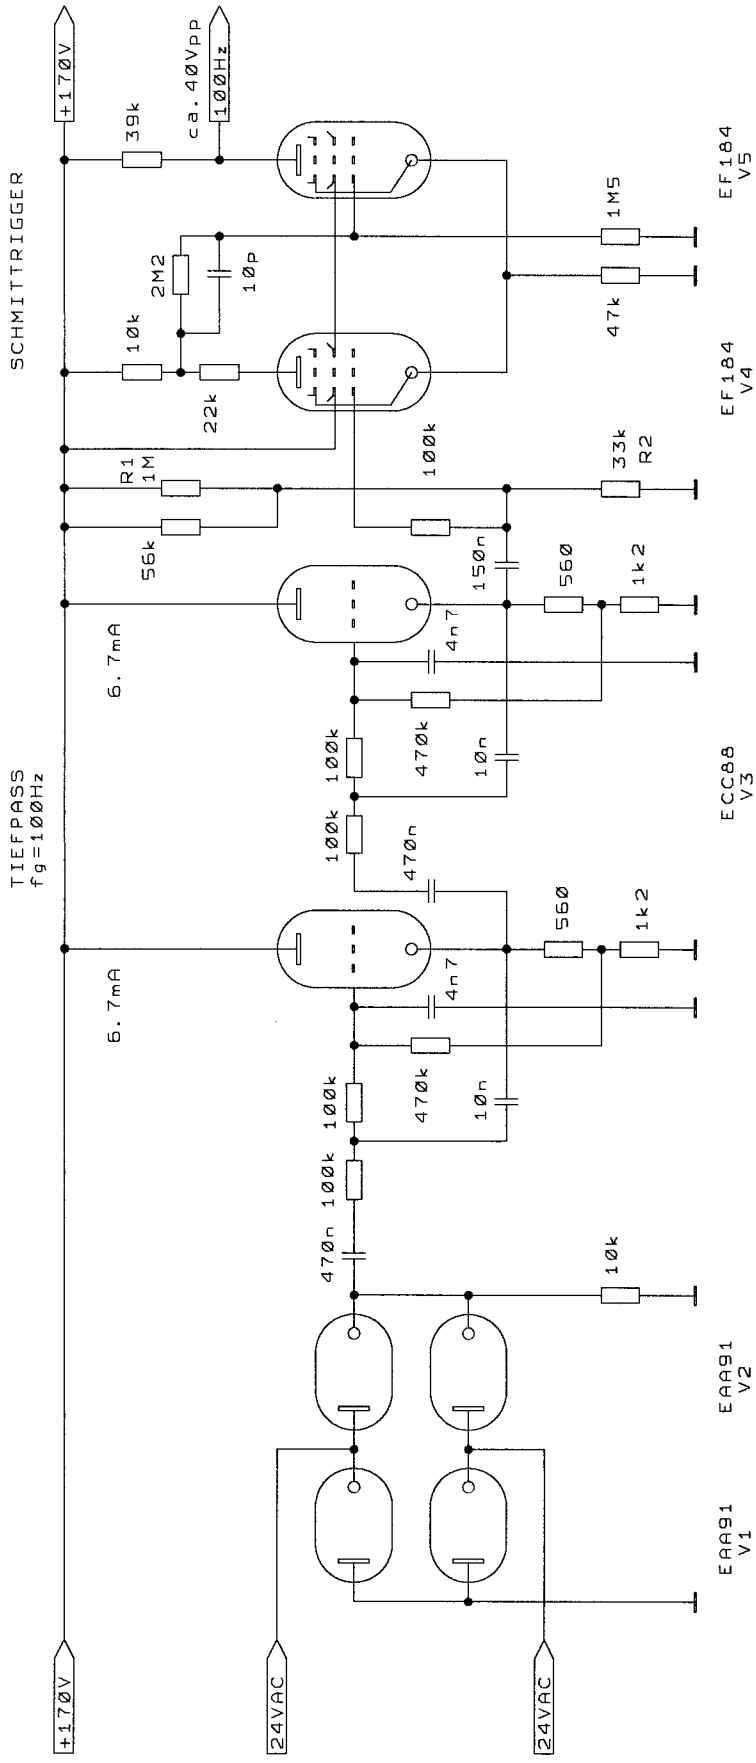 +170V
24VAC
24VAC
EAA91
V1
EAA91
V2
10k
470n
100k
100k
10n
470k
4n7
6.7mA
560
1k2
TIEFPASS
fg=100Hz
470n
100k
100k
10n
470k
4n7
6.7mA
150n
560
1k2
ECC88
V3
56k
R1
1M
100k
33k
R2
SCHMITTRIGGER
10k
22k
2M2
10p
47k
1M5
EF184
V4
EF184
V5
39k
ca. 40Vpp
100Hz
+170V